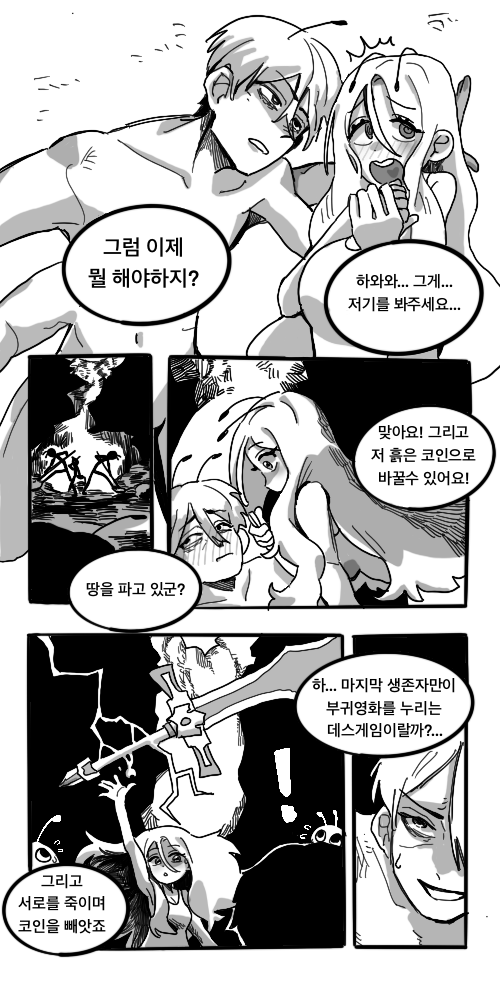 그럼 이제
뭘 해야하지?
하와와... 그게...
저기를 봐주세요...
맞아요! 그리고
저 흙은 코인으로
바꿀수 있어요!
땅을 파고 있군?
하... 마지막 생존자만이
부귀영화를 누리는
데스게임이랄까?...
그리고
서로를 죽이며
코인을 빼앗죠